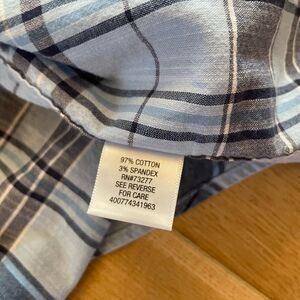 97% COTTON
3% SPANDEX
RN#73277
SEE REVERSE
FOR CARE
400774341963